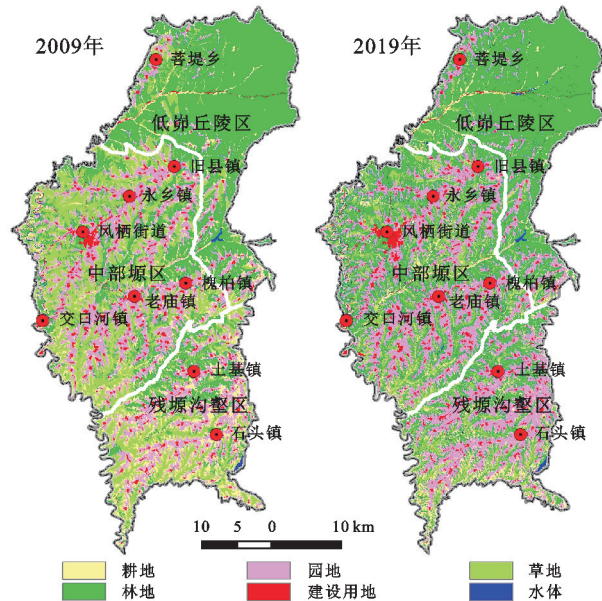 2009年
菩堤乡
低峁丘陵区
旧县镇
永乡镇
凤栖街道
中部塬区
槐柏镇
老庙镇
交口河镇
土基镇
残塬沟壑区
石头镇
2019年
菩堤乡
低峁丘陵区
旧县镇
永乡镇
凤栖街道
中部塬区
槐柏镇
老庙镇
交口河镇
土基镇
残塬沟壑区
石头镇
10 5 0 10 km
耕地 园地 草地
林地 建设用地 水体